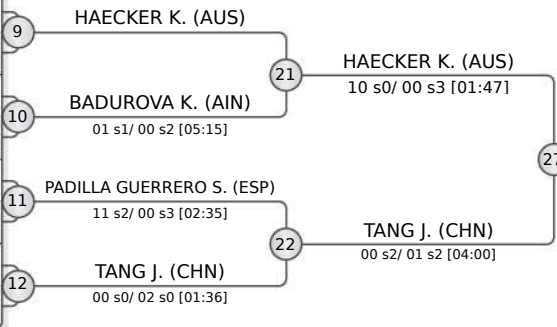 9
HAECKER K. (AUS)
21
HAECKER K. (AUS)
10 s0/ 00 s3 [01:47]
10
BADUROVA K. (AIN)
01 s1/ 00 s2 [05:15]
27
11
PADILLA GUERRERO S. (ESP)
11 s2/ 00 s3 [02:35]
22
TANG J. (CHN)
00 s2/ 01 s2 [04:00]
12
TANG J. (CHN)
00 s0/ 02 s0 [01:36]